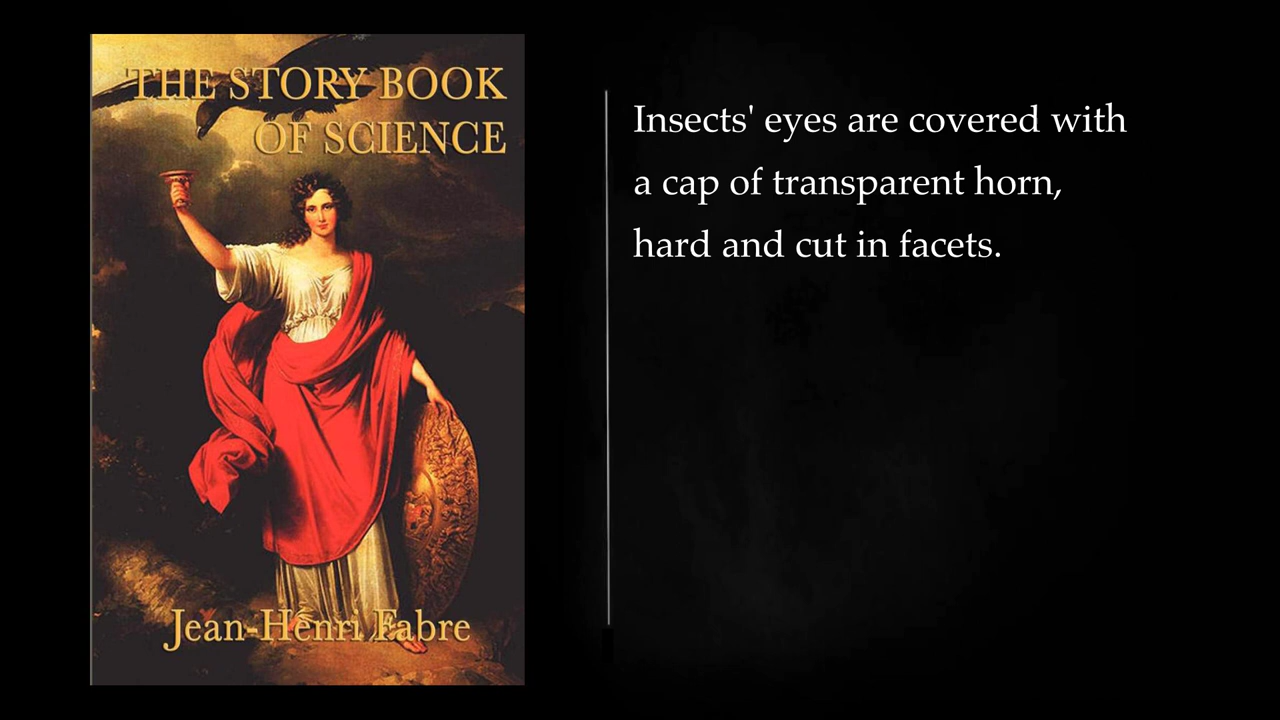 THE STORY BOOK
OF SCIENCE
Jean-Henri Fabre
Insects' eyes are covered with
a cap of transparent horn,
hard and cut in facets.